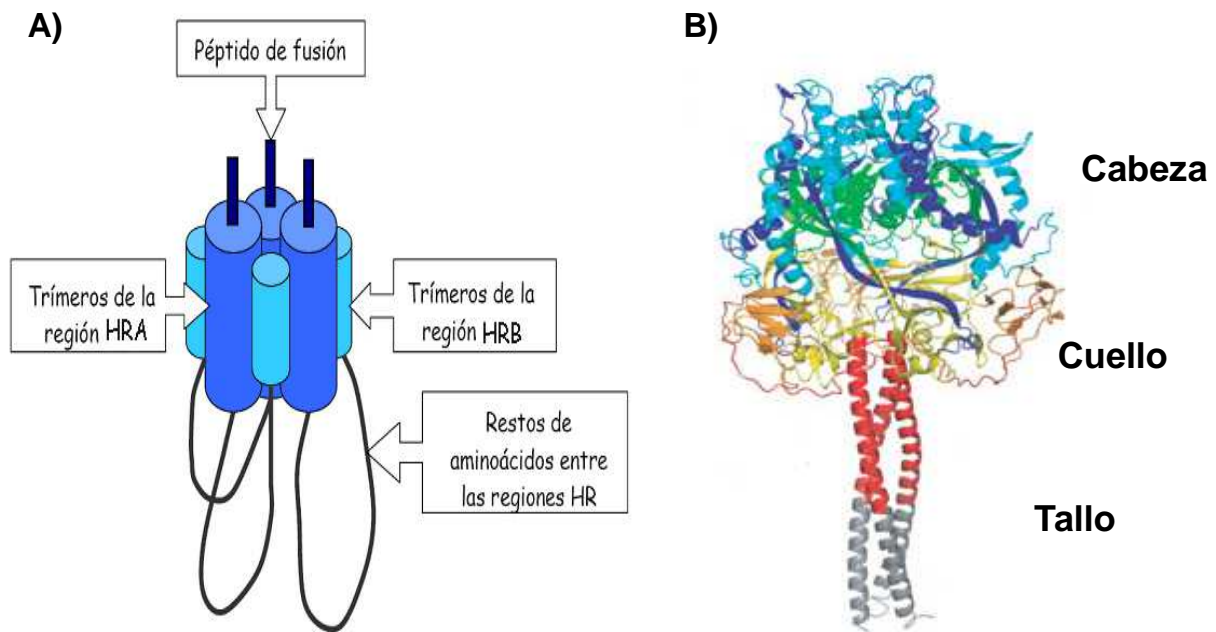 A)
Péptido de fusión
Trímeros de la
región HRA
Trímeros de la
región HRB
Restos de
aminoácidos entre
las regiones HR
B)
Cabeza
Cuello
Tallo